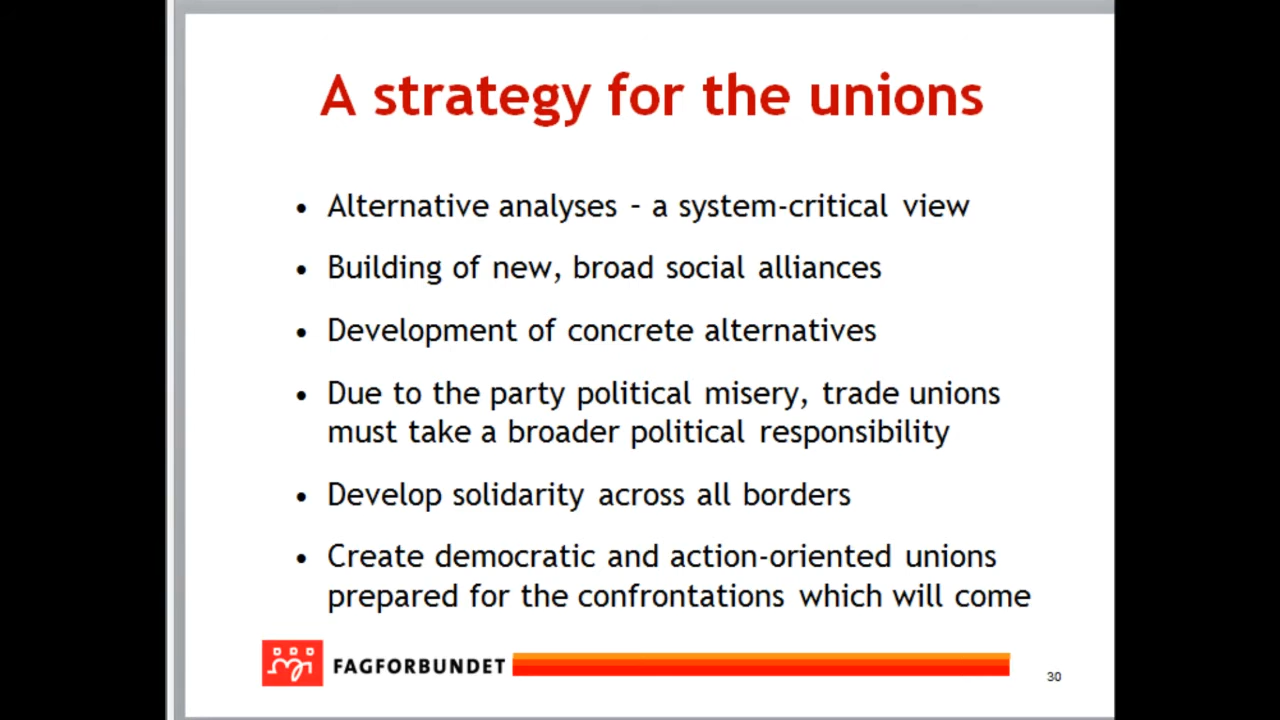 A strategy for the unions
• Alternative analyses – a system-critical view
• Building of new, broad social alliances
• Development of concrete alternatives
• Due to the party political misery, trade unions
must take a broader political responsibility
• Develop solidarity across all borders
• Create democratic and action-oriented unions
prepared for the confrontations which will come
FAGFORBUNDET
30